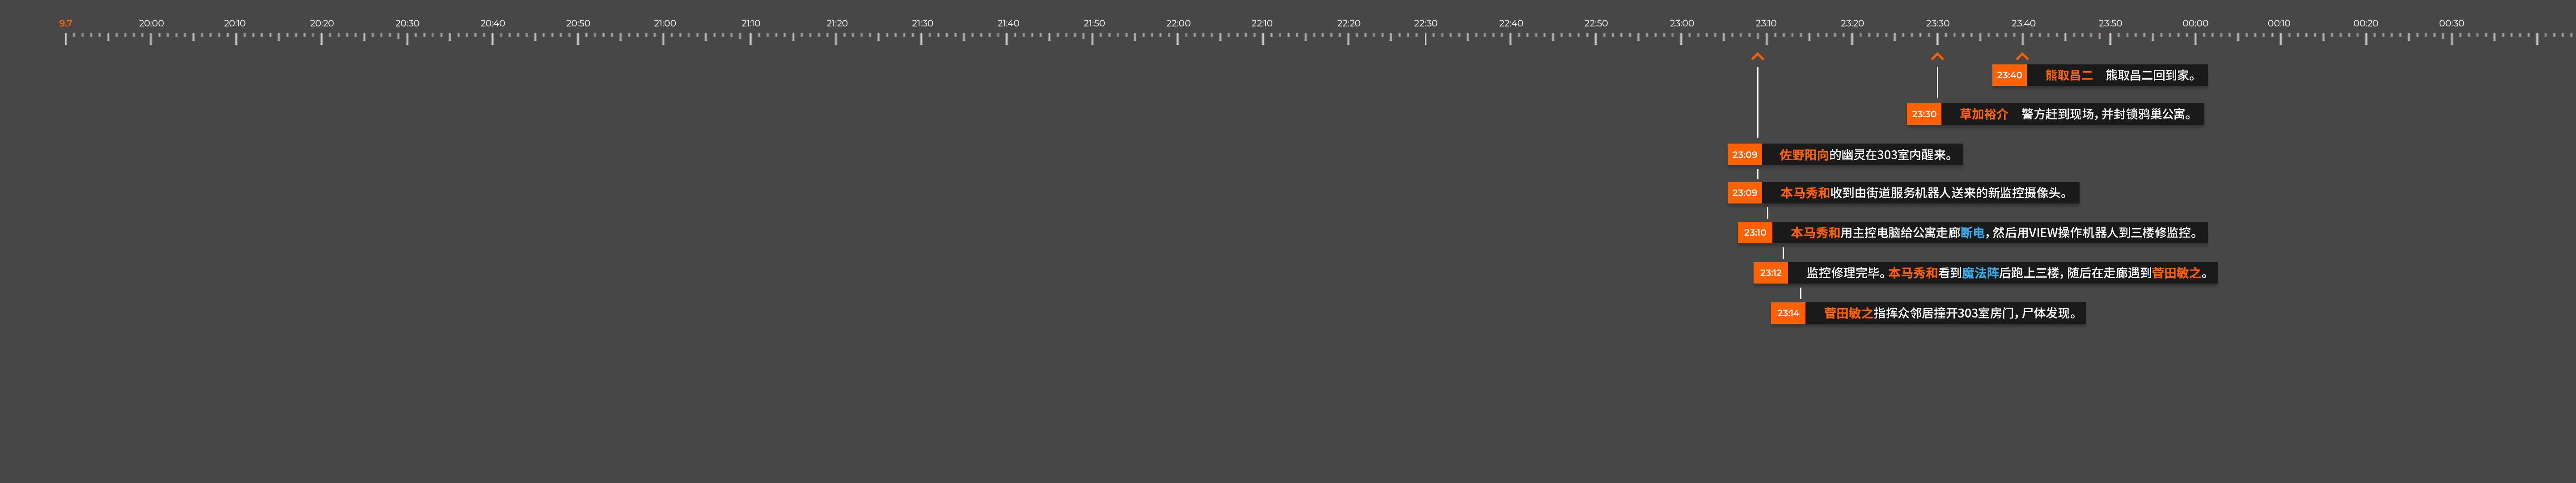 9.7 20:00 20:10 20:20 20:30 20:40 20:50 21:00 21:10 21:20 21:30 21:40 21:50 22:00 22:10 22:20 22:30 22:40 22:50 23:00 23:10 23:20 23:30 23:40 23:50 00:00 00:10 00:20 00:30
23:40 熊取昌二 熊取昌二回到家。
23:30 草加裕介 警方赶到现场，并封锁鸦巢公寓。
23:09 佐野阳向的幽灵在303室内醒来。
23:09 本马秀和收到由街道服务机器人送来的新监控摄像头。
23:10 本马秀和用主控电脑给公寓走廊断电，然后用VIEW操作机器人到三楼修监控。
23:12 监控修理完毕。本马秀和看到魔法阵后跑上三楼，随后在走廊遇到菅田敏之。
23:14 菅田敏之指挥众邻居撞开303室房门，尸体发现。